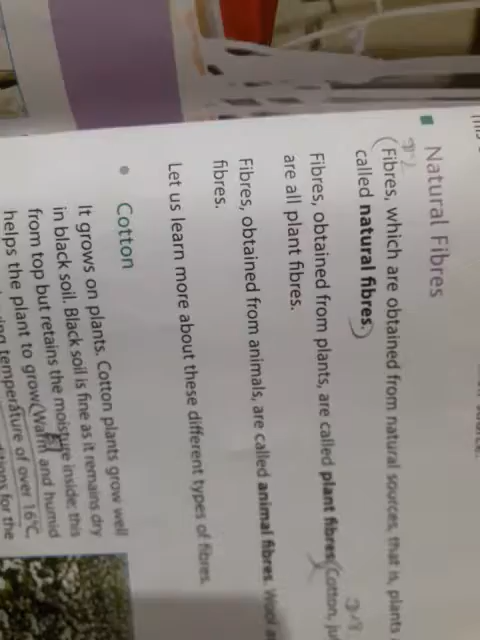 Natural Fibres
(Fibres, which are obtained from natural sources, that is, plants
called natural fibres.)
Fibres, obtained from plants, are called plant fibres. (Cotton,
are all plant fibres.
Fibres, obtained from animals, are called animal fibres. Wool
fibres.
Let us learn more about these different types of fibres.
• Cotton
It grows on plants. Cotton plants grow well
in black soil. Black soil is fine as it remains dry
from top but retains the moisture inside; this
helps the plant to grow. (Warm and humid
temperature of over 16°C,
for the